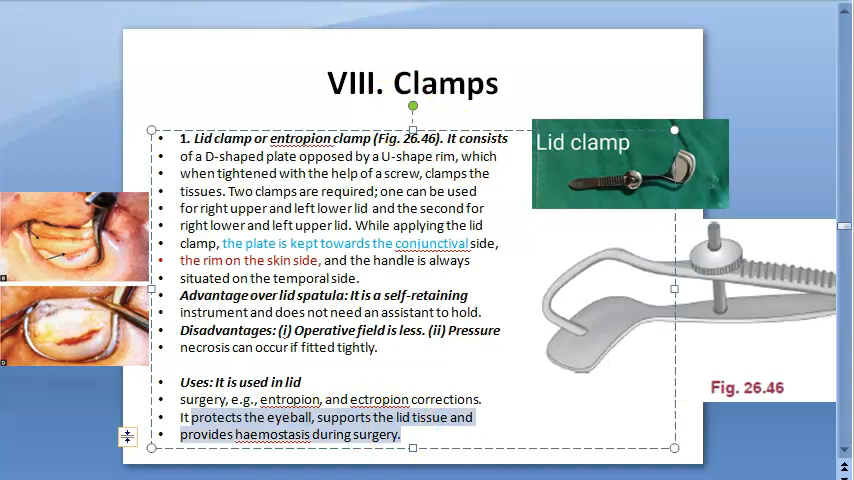 VIII. Clamps
1. Lid clamp or entropion clamp (Fig. 26.46). It consists
of a D-shaped plate opposed by a U-shape rim, which
when tightened with the help of a screw, clamps the
tissues. Two clamps are required; one can be used
for right upper and left lower lid and the second for
right lower and left upper lid. While applying the lid
clamp, the plate is kept towards the conjunctival side,
the rim on the skin side, and the handle is always
situated on the temporal side.
Advantage over lid spatula: It is a self-retaining
instrument and does not need an assistant to hold.
Disadvantages: (i) Operative field is less. (ii) Pressure
necrosis can occur if fitted tightly.
Uses: It is used in lid
surgery, e.g., entropion, and ectropion corrections.
It protects the eyeball, supports the lid tissue and
provides haemostasis during surgery.
Lid clamp
Fig. 26.46